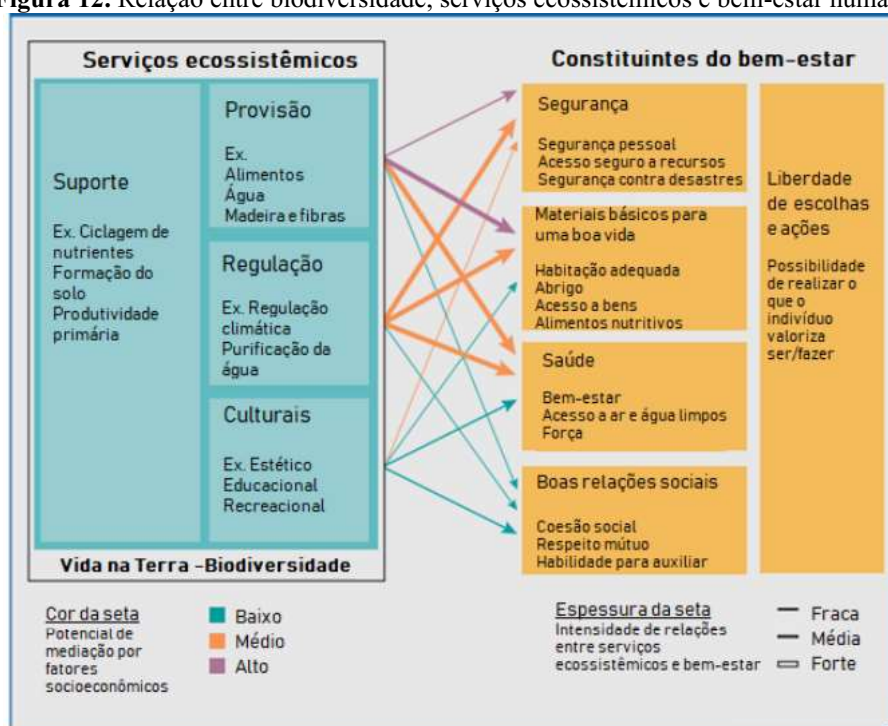 Figura 12: Relação entre biodiversidade, serviços ecossistêmicos e bem-estar huma
Serviços ecossistêmicos
Suporte
Ex. Ciclagem de
nutrientes
Formação do
solo
Produtividade
primária
Provisão
Ex.
Alimentos
Água
Madeira e fibras
Regulação
Ex. Regulação
climática
Purificação da
água
Culturais
Ex. Estético
Educacional
Recreacional
Vida na Terra -Biodiversidade
Constituintes do bem-estar
Segurança
Segurança pessoal
Acesso seguro a recursos
Segurança contra desastres
Materiais básicos para
uma boa vida
Habitação adequada
Abrigo
Acesso a bens
Alimentos nutritivos
Saúde
Bem-estar
Acesso a ar e água limpos
Força
Boas relações sociais
Coesão social
Respeito mútuo
Habilidade para auxiliar
Liberdade
de escolhas
e ações
Possibilidade
de realizar o
que o
indivíduo
valoriza
ser/fazer
Cor da seta
Potencial de
mediação por
fatores
socioeconômicos
Baixo
Médio
Alto
Espessura da seta
Intensidade de relações
entre serviços
ecossistêmicos e bem-estar
Fraca
Média
Forte